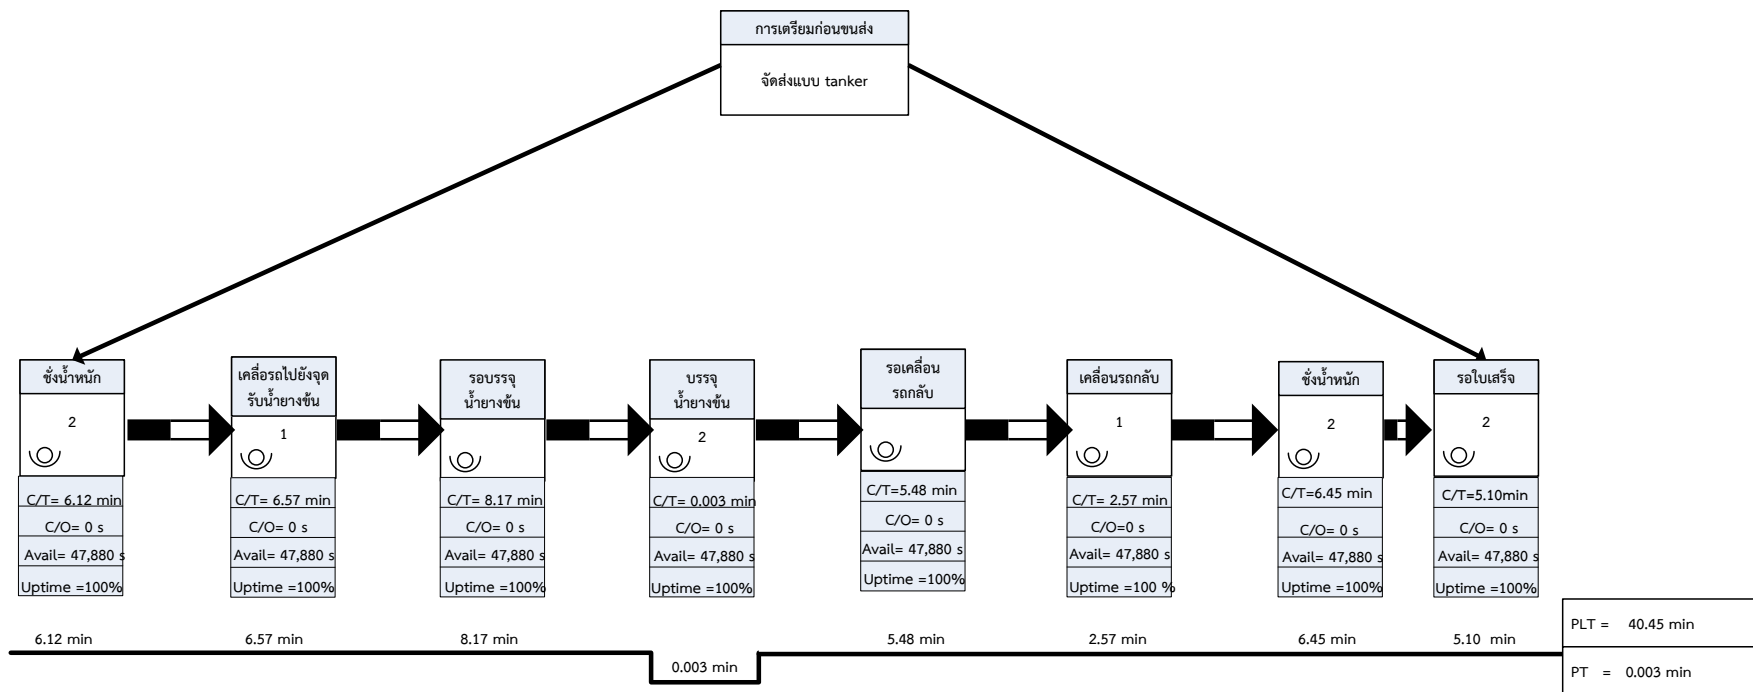 การเตรียมก่อนขนส่ง
จัดส่งแบบ tanker
ชั่งน้ำหนัก
2
C/T= 6.12 min
C/O= 0 s
Avail= 47,880 s
Uptime =100%
เคลื่อรถไปยังจุด
รับน้ำยางข้น
1
C/T= 6.57 min
C/O= 0 s
Avail= 47,880 s
Uptime =100%
รอบรรจุ
น้ำยางข้น
C/T= 8.17 min
C/O= 0 s
Avail= 47,880 s
Uptime =100%
บรรจุ
น้ำยางข้น
2
C/T= 0.003 min
C/O= 0 s
Avail= 47,880 s
Uptime =100%
รอเคลื่อน
รถกลับ
C/T=5.48 min
C/O= 0 s
Avail= 47,880 s
Uptime =100%
เคลื่อนรถกลับ
1
C/T= 2.57 min
C/O=0 s
Avail= 47,880 s
Uptime =100 %
ชั่งน้ำหนัก
2
C/T=6.45 min
C/O= 0 s
Avail= 47,880 s
Uptime =100%
รอใบเสร็จ
2
C/T=5.10min
C/O= 0 s
Avail= 47,880 s
Uptime =100%
6.12 min
6.57 min
8.17 min
0.003 min
5.48 min
2.57 min
6.45 min
5.10 min
PLT = 40.45 min
PT = 0.003 min